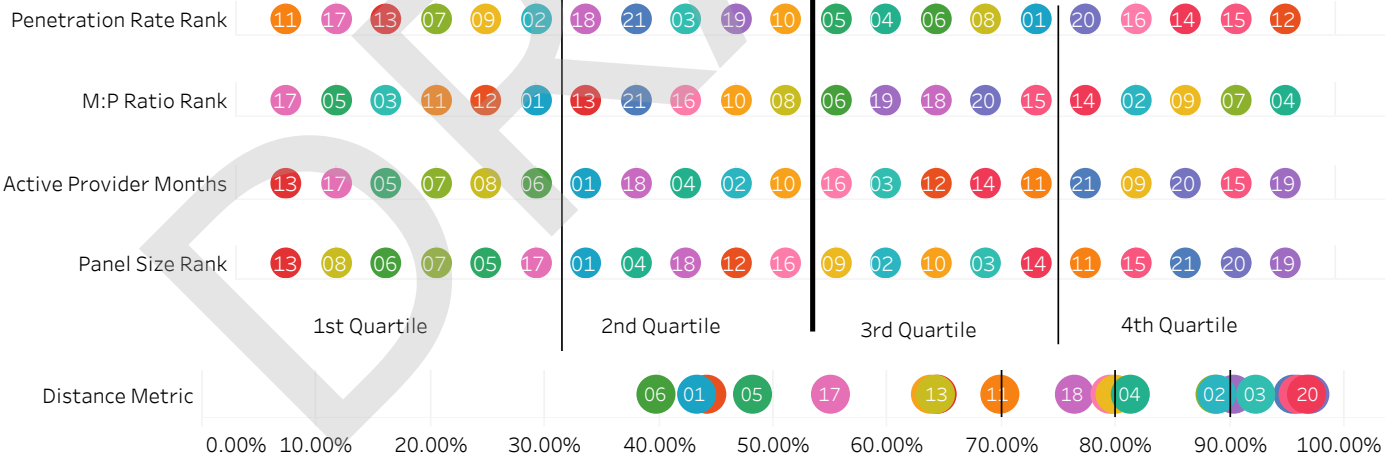 Penetration Rate Rank 11 17 13 07 09 02 18 21 03 19 10 05 04 06 08 01 20 16 14 15 12
M:P Ratio Rank 17 05 03 11 12 01 13 21 16 10 08 06 19 18 20 15 14 02 09 07 04
Active Provider Months 13 17 05 07 08 06 01 18 04 02 10 16 03 12 14 11 21 09 20 15 19
Panel Size Rank 13 08 06 07 05 17 01 04 18 12 16 09 02 10 03 14 11 15 21 20 19
1st Quartile 2nd Quartile 3rd Quartile 4th Quartile
Distance Metric 06 01 05 17 13 11 18 04 02 03 20
0.00% 10.00% 20.00% 30.00% 40.00% 50.00% 60.00% 70.00% 80.00% 90.00% 100.00%